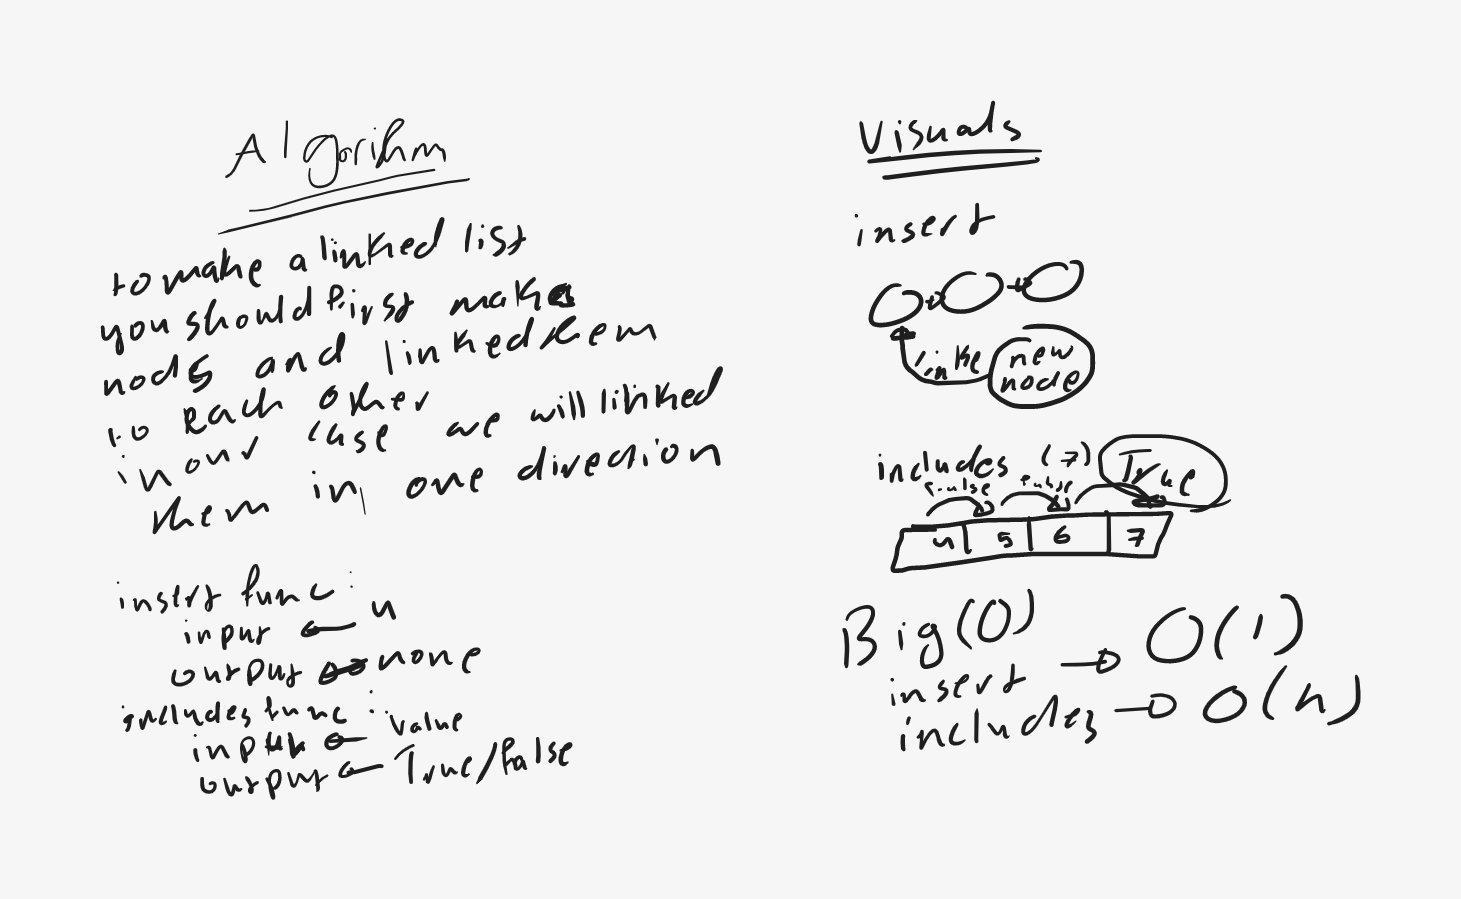 Algorihm
to make a linked list
you should first make
nods and linked them
to each other
in our case we will linked
them in one direction
insert func :
input n
output none
includes func :
input value
output True/False
Visuals
insert
linke
new
node
includes (7) True
false false
4 5 6 7
Big(O)
insert O(1)
includes O(n)